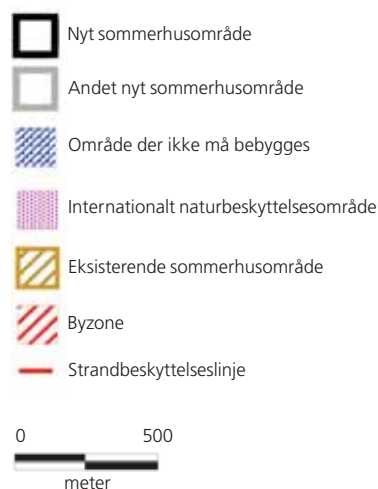 Nyt sommerhusområde
Andet nyt sommerhusområde
Område der ikke må bebygges
Internationalt naturbeskyttelsesområde
Eksisterende sommerhusområde
Byzone
Strandbeskyttelseslinje
0 500
meter